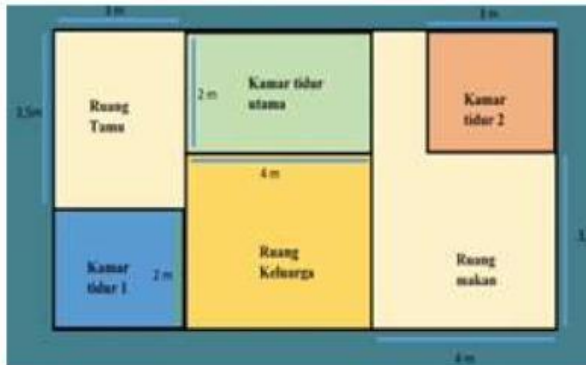 3 m
3 m
3,5m
Ruang
Tamu
2 m
Kamar tidur
utama
Kamar
tidur 2
4 m
Kamar
tidur 1
2 m
Ruang
Keluarga
Ruang
makan
3,
4 m